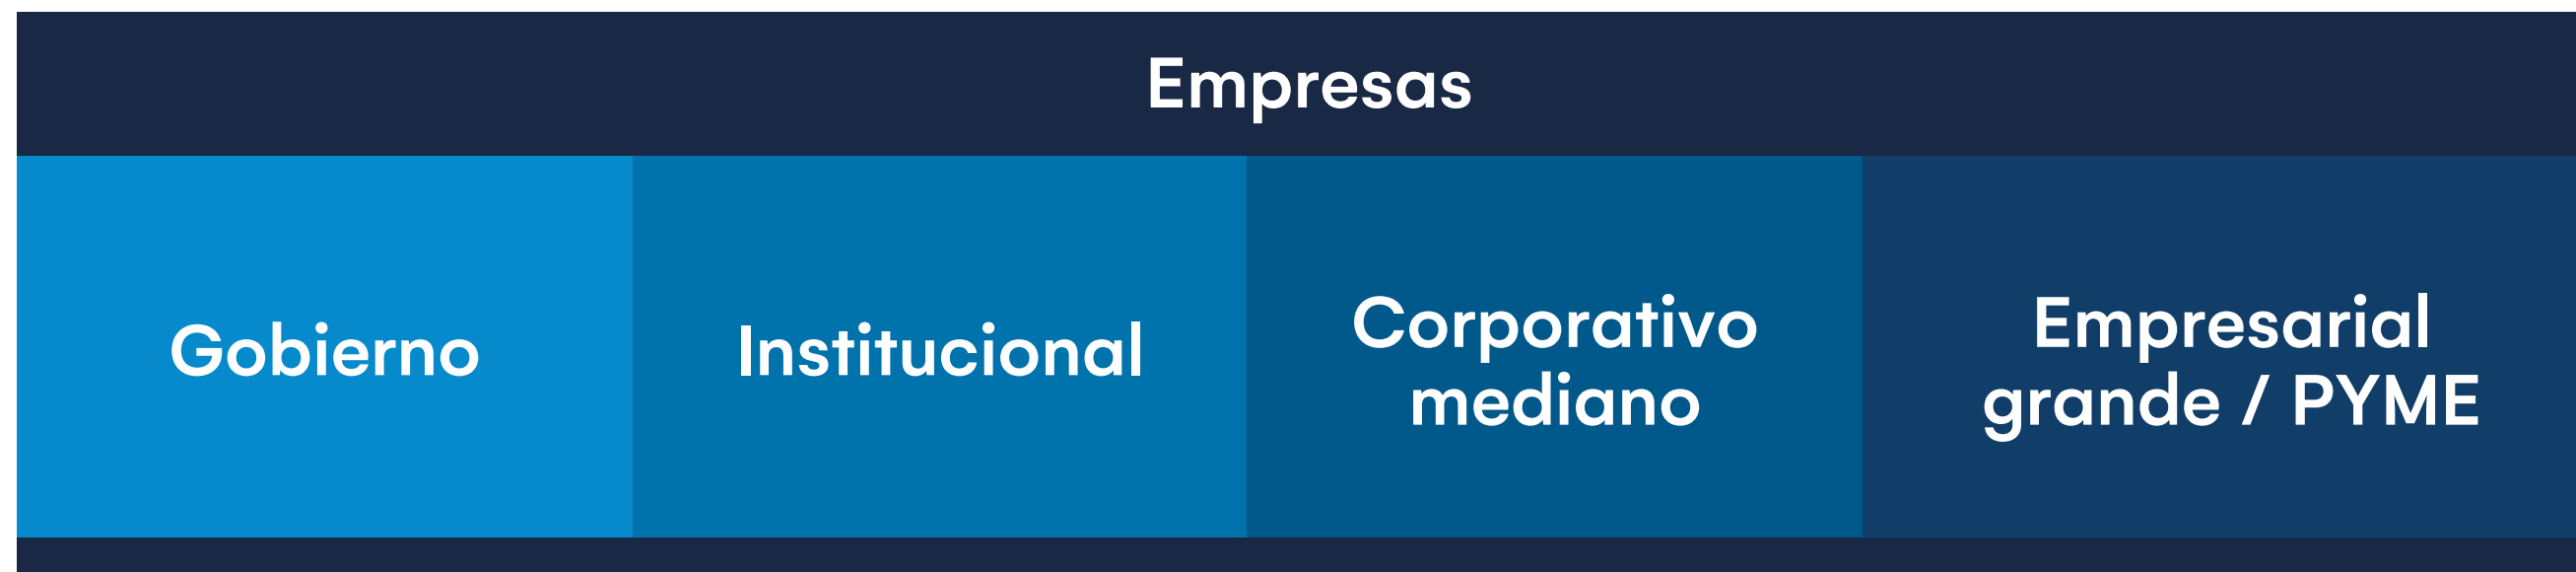 Empresas
Gobierno
Institucional
Corporativo
mediano
Empresarial
grande / PYME